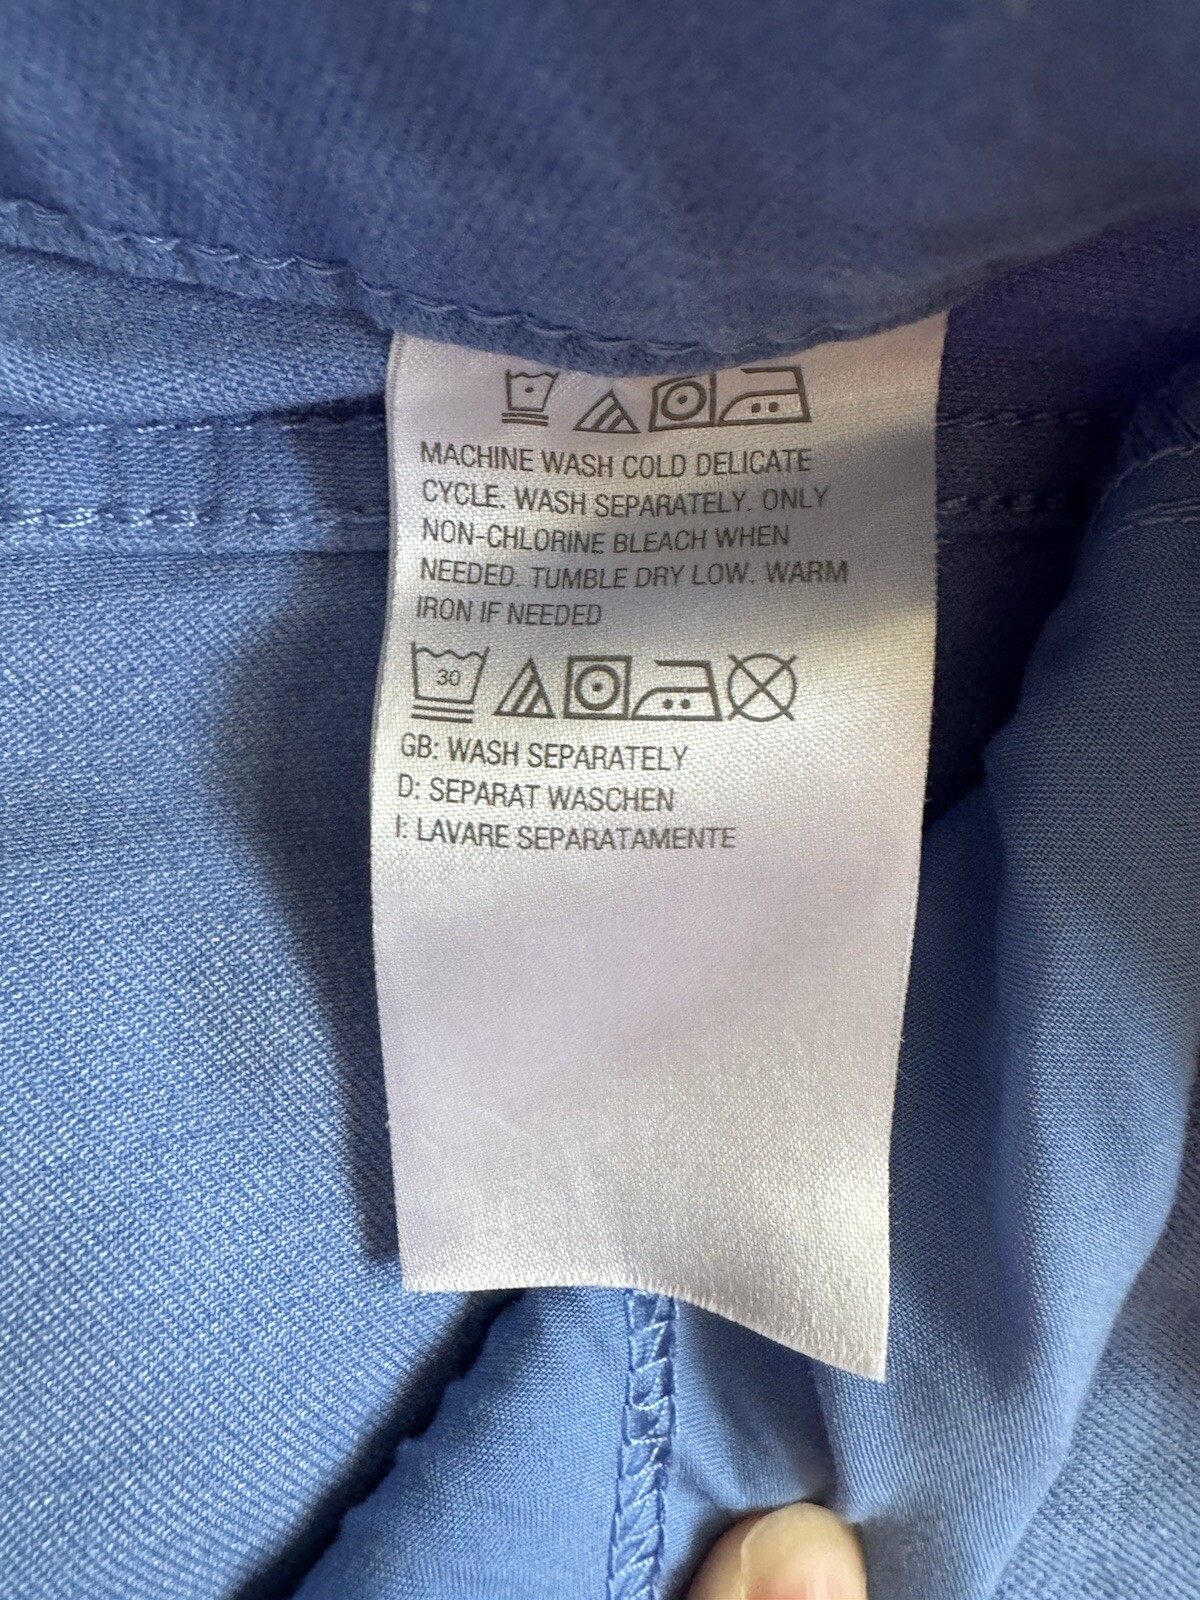 MACHINE WASH COLD DELICATE
CYCLE. WASH SEPARATELY. ONLY
NON-CHLORINE BLEACH WHEN
NEEDED. TUMBLE DRY LOW. WARM
IRON IF NEEDED
30
GB: WASH SEPARATELY
D: SEPARAT WASCHEN
I: LAVARE SEPARATAMENTE